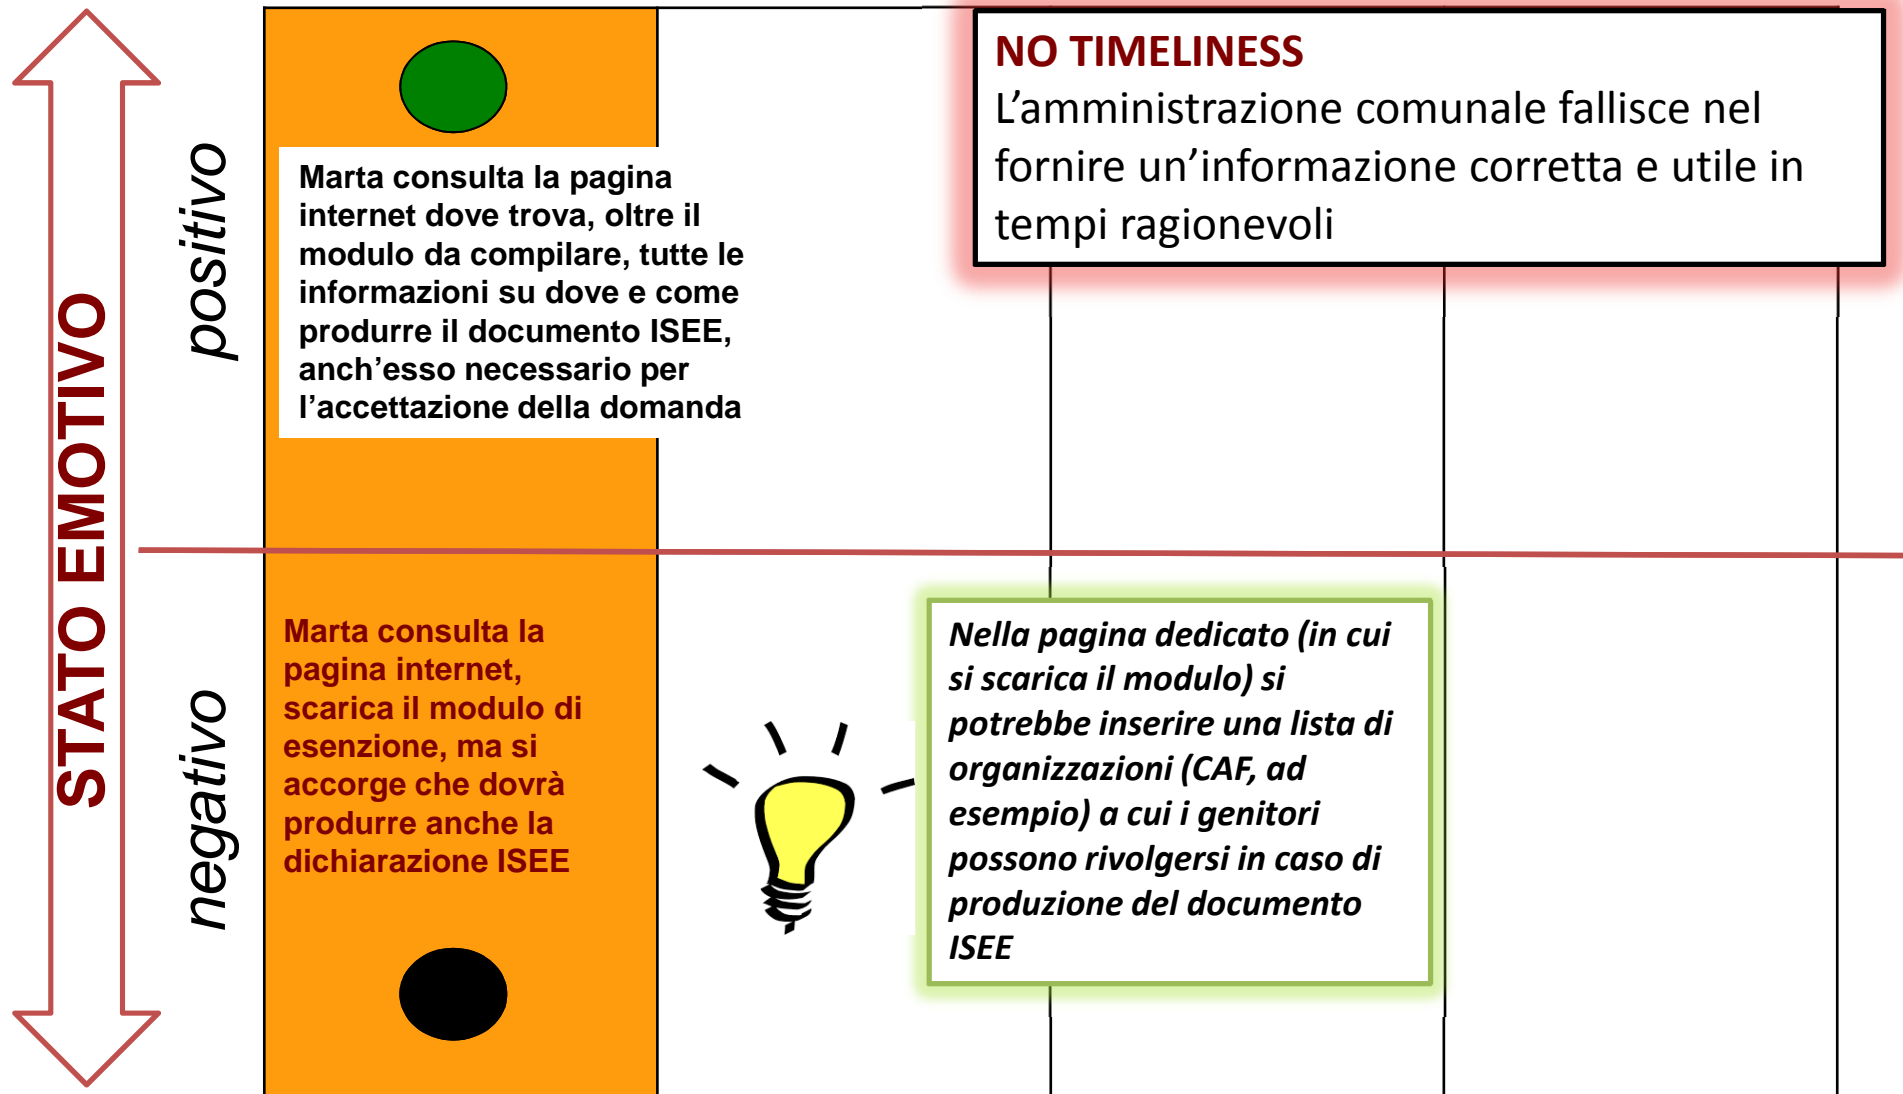 STATO EMOTIVO
positivo
negativo
Marta consulta la pagina
internet dove trova, oltre il
modulo da compilare, tutte le
informazioni su dove e come
produrre il documento ISEE,
anch’esso necessario per
l’accettazione della domanda
NO TIMELINESS
L’amministrazione comunale fallisce nel
fornire un’informazione corretta e utile in
tempi ragionevoli
Marta consulta la
pagina internet,
scarica il modulo di
esenzione, ma si
accorge che dovrà
produrre anche la
dichiarazione ISEE
Nella pagina dedicato (in cui
si scarica il modulo) si
potrebbe inserire una lista di
organizzazioni (CAF, ad
esempio) a cui i genitori
possono rivolgersi in caso di
produzione del documento
ISEE